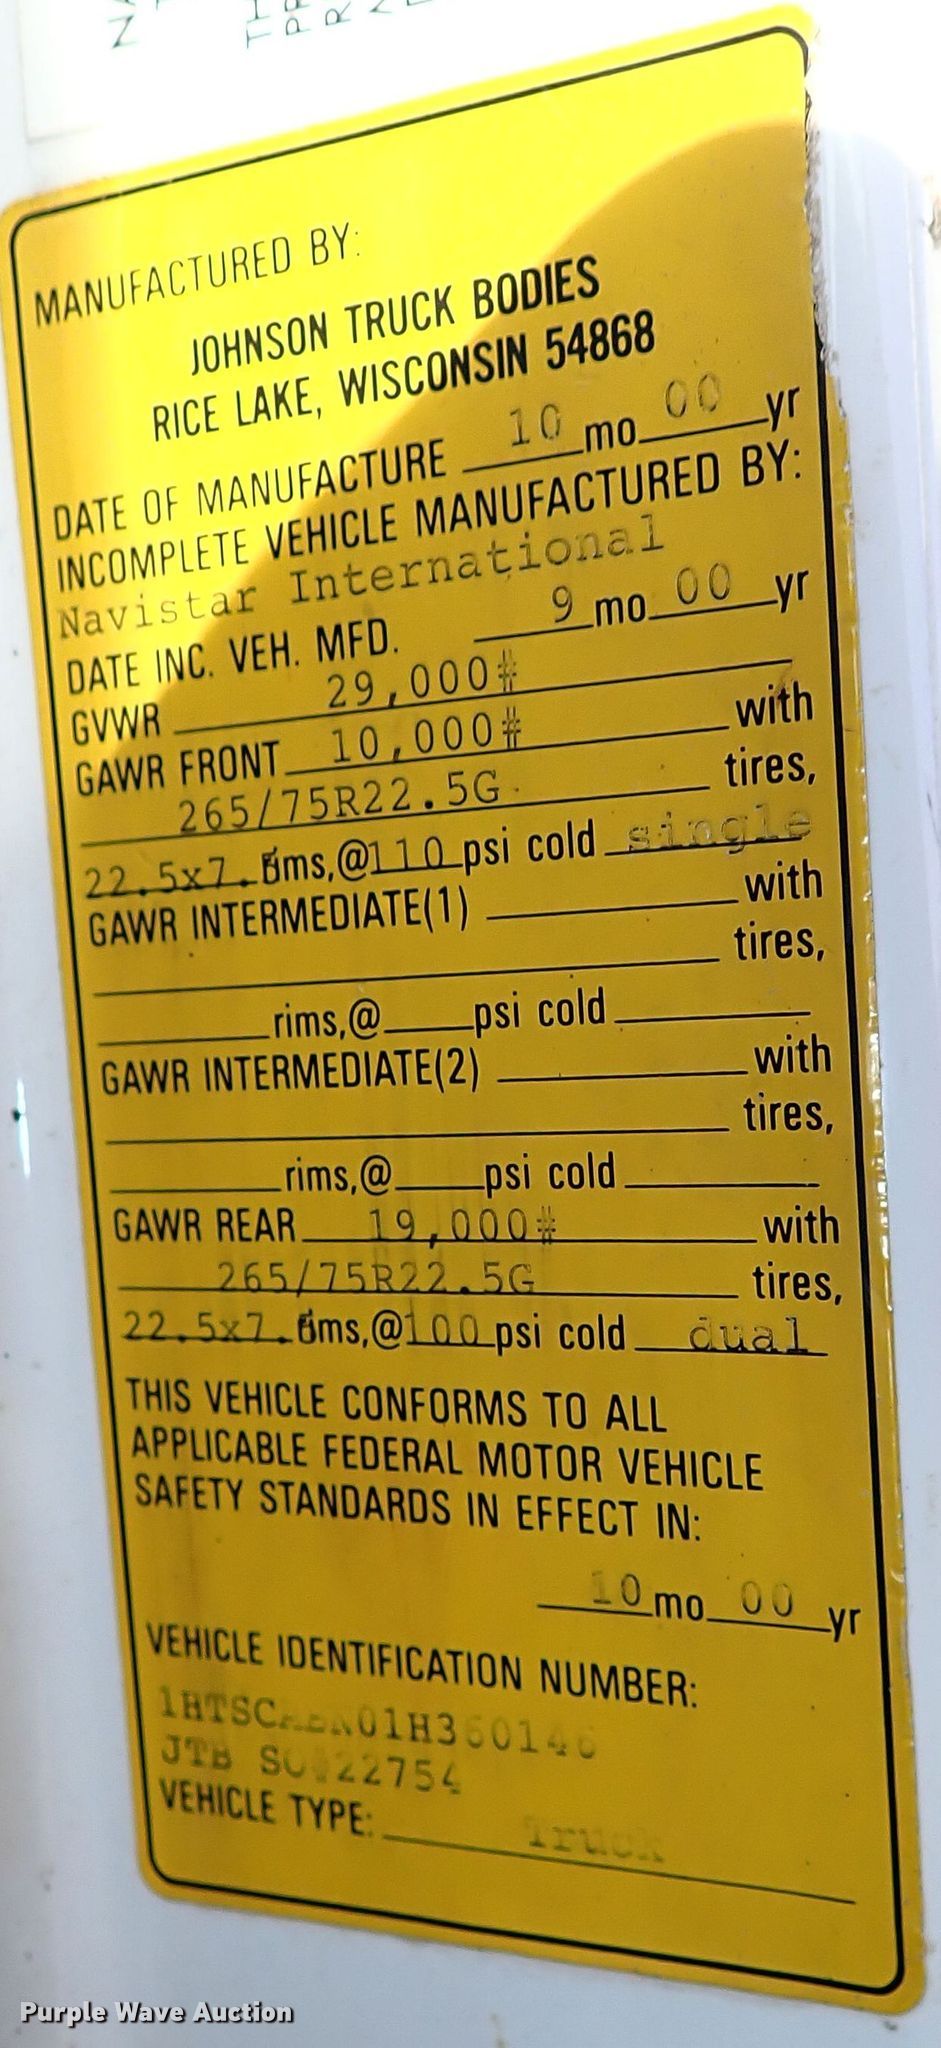 MANUFACTURED BY:
JOHNSON TRUCK BODIES
RICE LAKE, WISCONSIN 54868
DATE OF MANUFACTURE 10 mo 00 yr
INCOMPLETE VEHICLE MANUFACTURED BY:
Navistar International
DATE INC. VEH. MFD. 9 mo 00 yr
GVWR 29,000#
GAWR FRONT 10,000# with
265/75R22.5G tires,
22.5x7. ims,@110 psi cold single
GAWR INTERMEDIATE(1) with
tires,
rims,@ psi cold
GAWR INTERMEDIATE(2) with
tires,
rims,@ psi cold
GAWR REAR 19,000# with
265/75R22.5G tires,
22.5x7. ims,@100 psi cold dual
THIS VEHICLE CONFORMS TO ALL
APPLICABLE FEDERAL MOTOR VEHICLE
SAFETY STANDARDS IN EFFECT IN:
10 mo 00 yr
VEHICLE IDENTIFICATION NUMBER:
JTB
VEHICLE TYPE: Truck
Purple Wave Auction